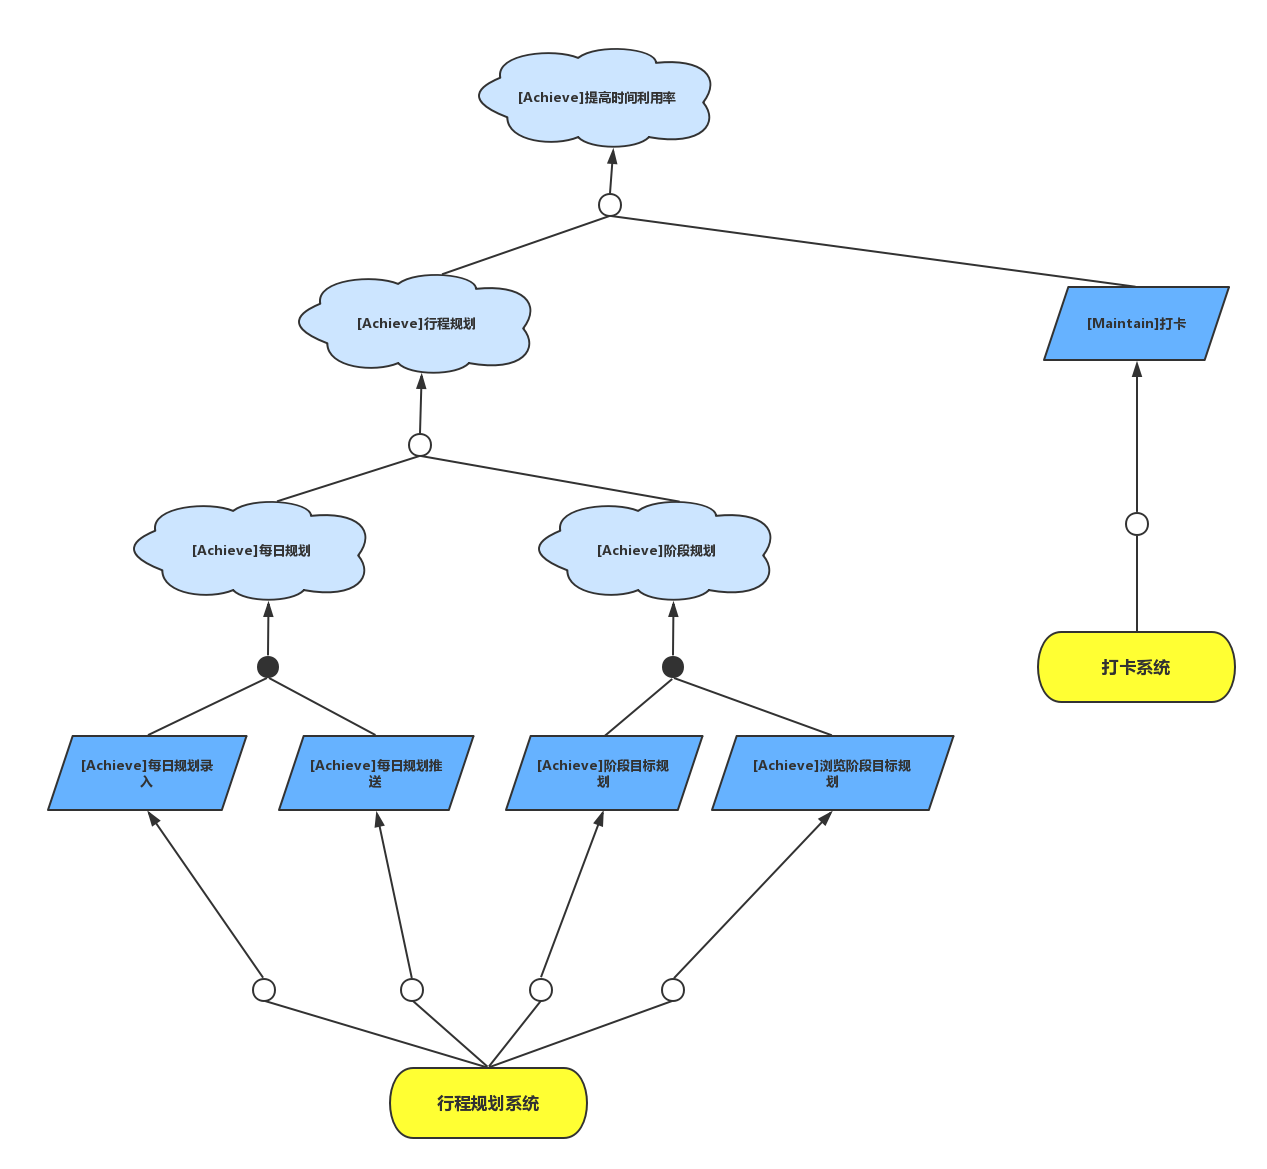 [Achieve]提高时间利用率
[Achieve]行程规划
[Maintain]打卡
[Achieve]每日规划
[Achieve]阶段规划
打卡系统
[Achieve]每日规划录
入
[Achieve]每日规划推
送
[Achieve]阶段目标规
划
[Achieve]浏览阶段目标规
划
行程规划系统